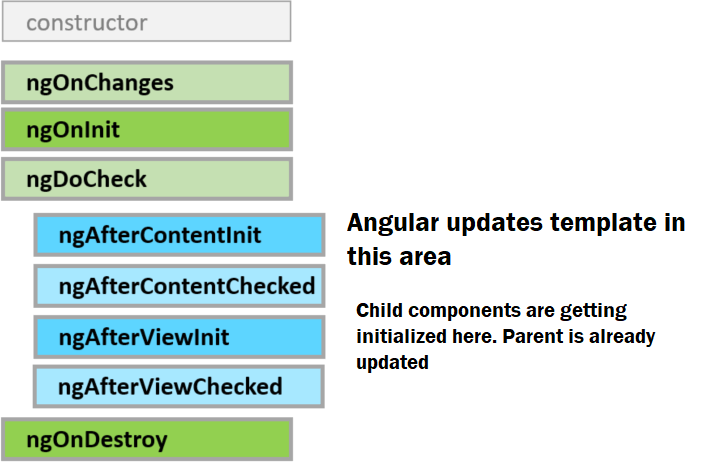 constructor
ngOnChanges
ngOnInit
ngDoCheck
ngAfterContentInit
Angular updates template in
this area
ngAfterContentChecked
Child components are getting
initialized here. Parent is already
updated
ngAfterViewInit
ngAfterViewChecked
ngOnDestroy